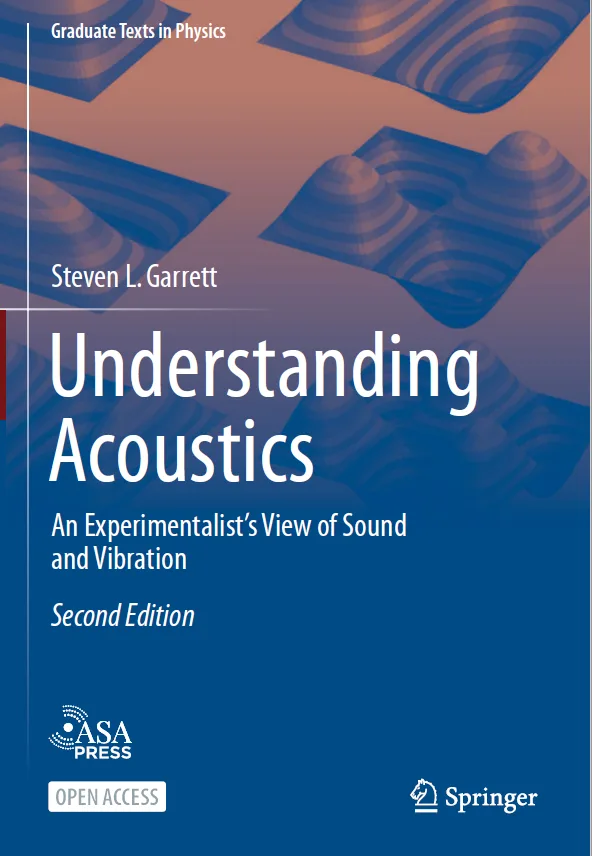 Graduate Texts in Physics
Steven L. Garrett
Understanding
Acoustics
An Experimentalist's View of Sound
and Vibration
Second Edition
ASA
PRESS
OPEN ACCESS
Springer